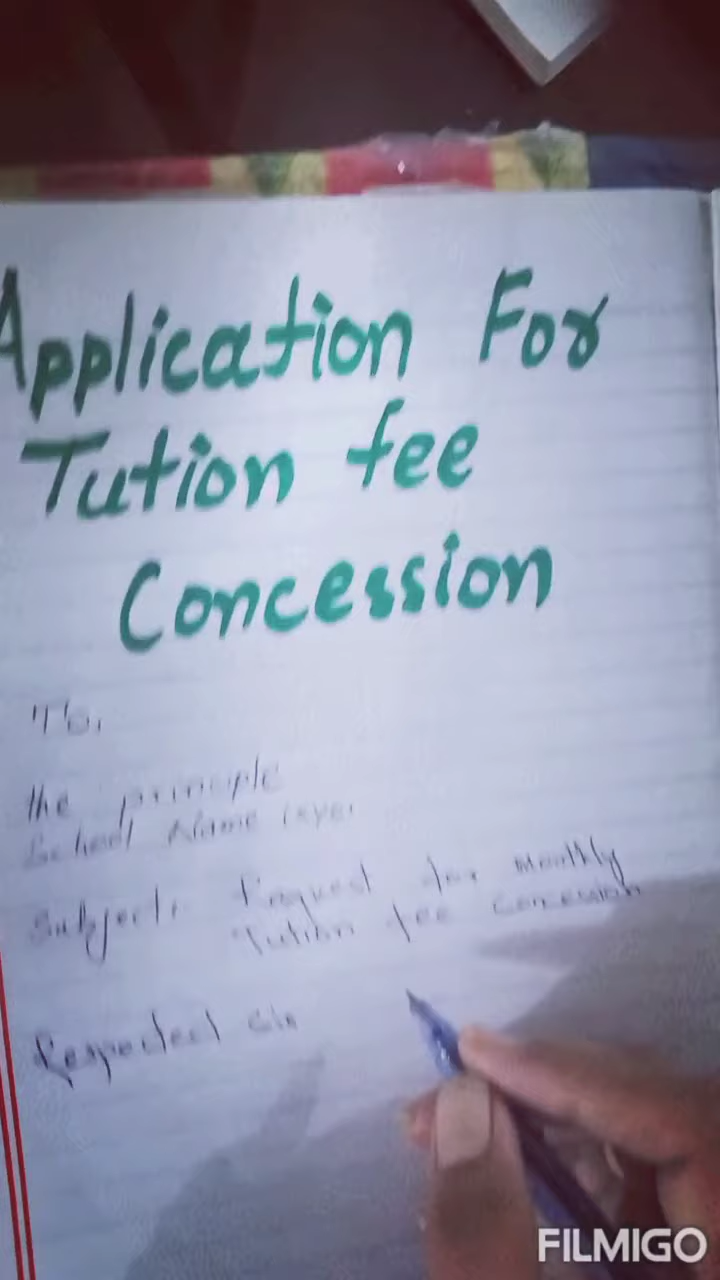 Application For
Tution fee
Concession
To,
the principle
School Name
Subject: Request for Monthly
Tution fee concession
Respected Sir
FILMIGO